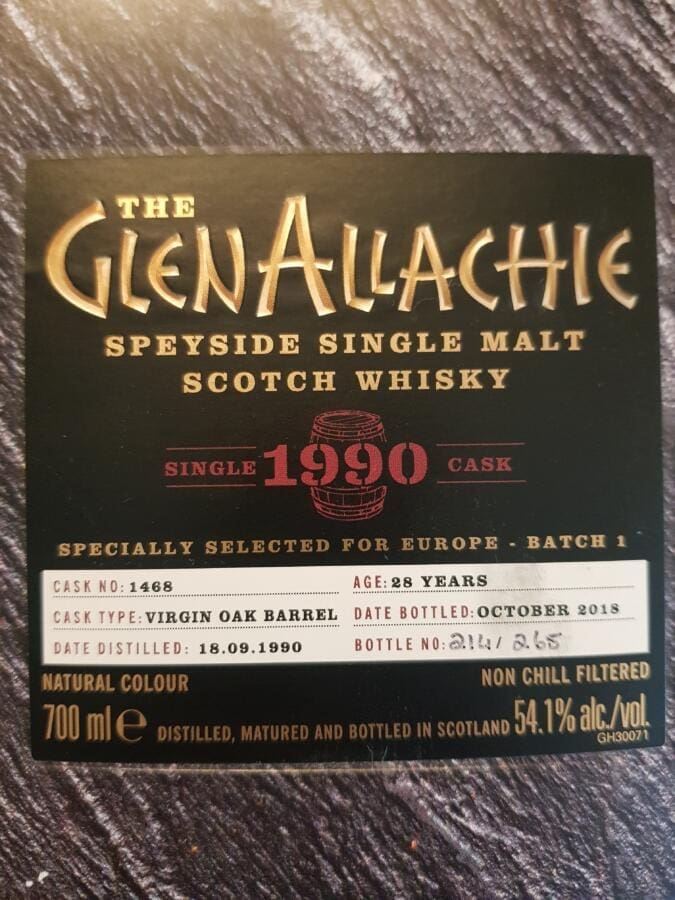 THE
GLENALLACHIE
SPEYSIDE SINGLE MALT
SCOTCH WHISKY
SINGLE 1990 CASK
SPECIALLY SELECTED FOR EUROPE - BATCH 1
CASK NO: 1468 AGE: 28 YEARS
CASK TYPE: VIRGIN OAK BARREL DATE BOTTLED: OCTOBER 2018
DATE DISTILLED: 18.09.1990 BOTTLE NO: 214 / 265
NATURAL COLOUR NON CHILL FILTERED
700 ml e DISTILLED, MATURED AND BOTTLED IN SCOTLAND 54.1% alc./vol.
GH30071